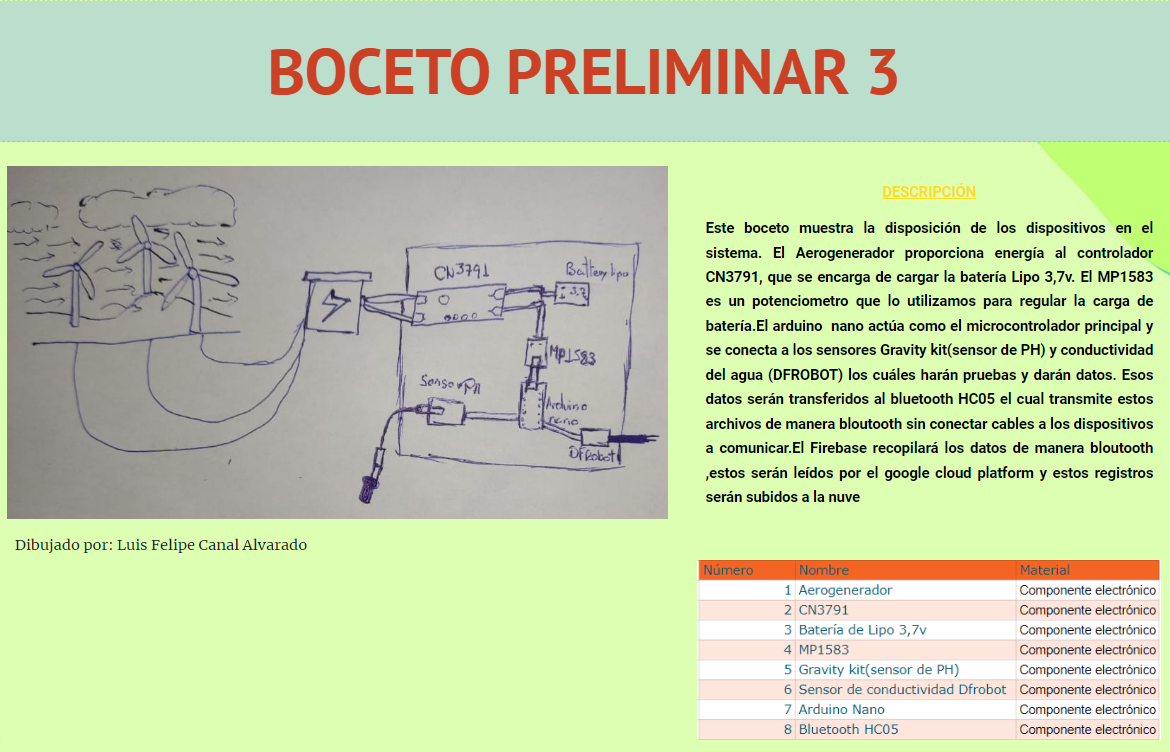 BOCETO PRELIMINAR 3
CN3791
Battery lipo
+ 3,7
MP1583
Sensor PH
Arduino
nano
DFRobot
Dibujado por: Luis Felipe Canal Alvarado
DESCRIPCIÓN
Este boceto muestra la disposición de los dispositivos en el
sistema. El Aerogenerador proporciona energía al controlador
CN3791, que se encarga de cargar la batería Lipo 3,7v. El MP1583
es un potenciometro que lo utilizamos para regular la carga de
batería.El arduino nano actúa como el microcontrolador principal y
se conecta a los sensores Gravity kit(sensor de PH) y conductividad
del agua (DFROBOT) los cuáles harán pruebas y darán datos. Esos
datos serán transferidos al bluetooth HC05 el cual transmite estos
archivos de manera bloutooth sin conectar cables a los dispositivos
a comunicar.El Firebase recopilará los datos de manera bloutooth
,estos serán leídos por el google cloud platform y estos registros
serán subidos a la nuve
Número Nombre Material
1 Aerogenerador Componente electrónico
2 CN3791 Componente electrónico
3 Batería de Lipo 3,7v Componente electrónico
4 MP1583 Componente electrónico
5 Gravity kit(sensor de PH) Componente electrónico
6 Sensor de conductividad Dfrobot Componente electrónico
7 Arduino Nano Componente electrónico
8 Bluetooth HC05 Componente electrónico